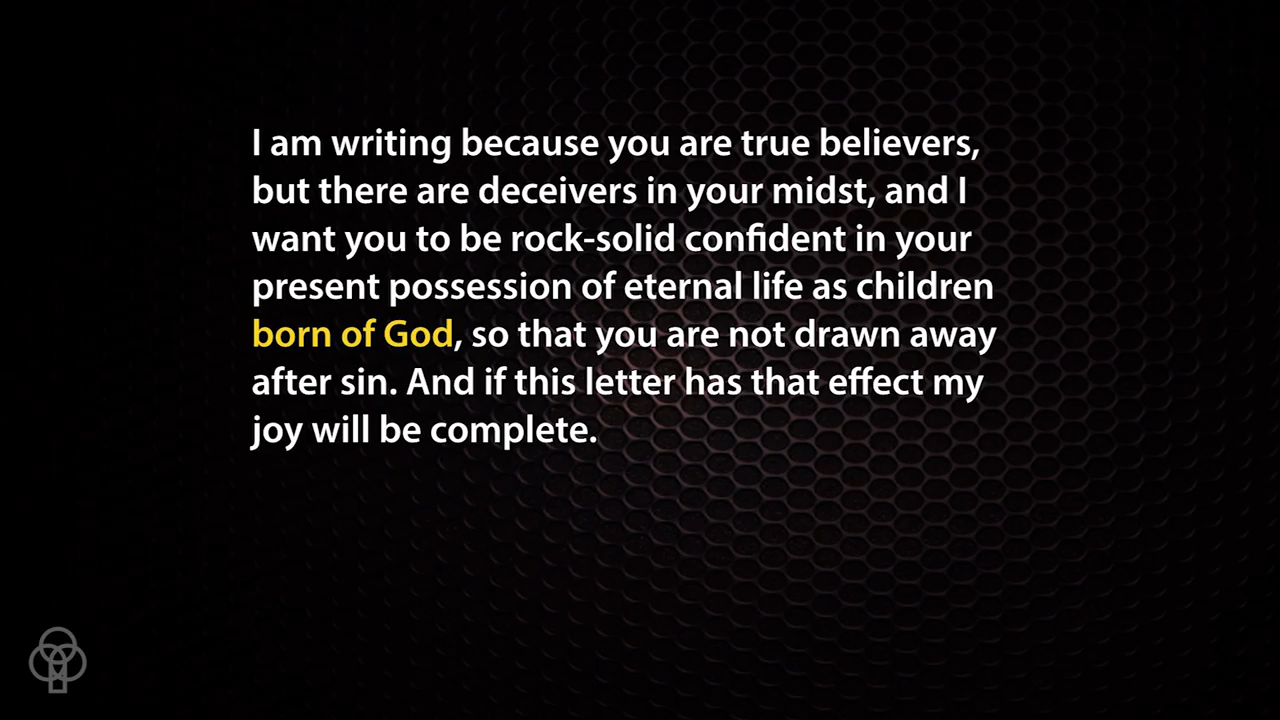 I am writing because you are true believers,
but there are deceivers in your midst, and I
want you to be rock-solid confident in your
present possession of eternal life as children
born of God, so that you are not drawn away
after sin. And if this letter has that effect my
joy will be complete.